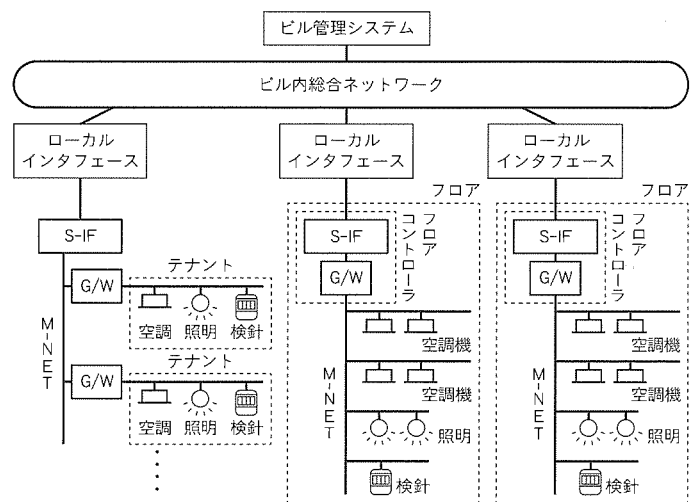 ビル管理システム
ビル内総合ネットワーク
ローカル
インタフェース
S-IF
M-NET
G/W
テナント
空調
照明
検針
G/W
テナント
空調
照明
検針
ローカル
インタフェース
フロア
フロア
コントローラ
S-IF
G/W
M-NET
空調機
空調機
照明
検針
ローカル
インタフェース
フロア
フロア
コントローラ
S-IF
G/W
M-NET
空調機
空調機
照明
検針